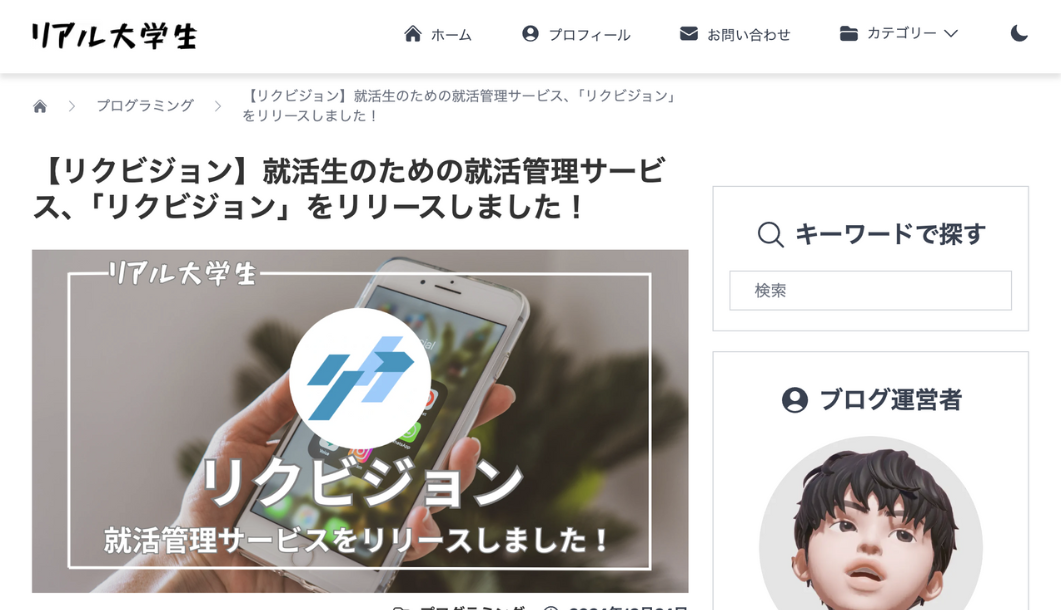 リアル大学生
ホーム
プロフィール
お問い合わせ
カテゴリー
プログラミング
【リクビジョン】就活生のための就活管理サービス、「リクビジョン」
をリリースしました！
【リクビジョン】就活生のための就活管理サービ
ス、「リクビジョン」をリリースしました！
リアル大学生
リクビジョン
就活管理サービスをリリースしました！
キーワードで探す
検索
ブログ運営者
プログラミング